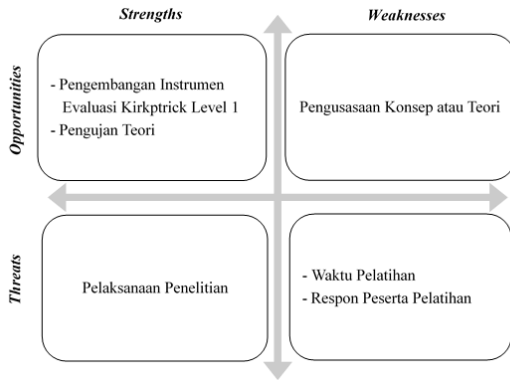 Strengths
Weaknesses
Opportunities
- Pengembangan Instrumen
Evaluasi Kirkptrick Level 1
- Pengujan Teori
Pengusasaan Konsep atau Teori
Threats
Pelaksanaan Penelitian
- Waktu Pelatihan
- Respon Peserta Pelatihan